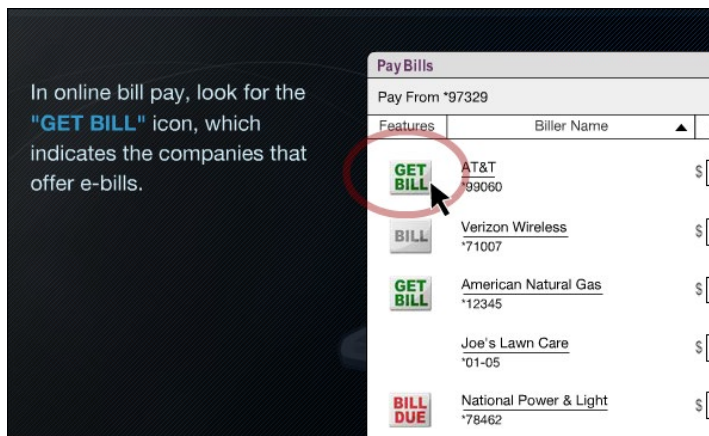 In online bill pay, look for the
"GET BILL" icon, which
indicates the companies that
offer e-bills.
Pay Bills
Pay From *97329
Features Biller Name
GET
BILL
AT&T
*99060
$
BILL
Verizon Wireless
*71007
$
GET
BILL
American Natural Gas
*12345
$
Joe's Lawn Care
*01-05
$
BILL
DUE
National Power & Light
*78462
$